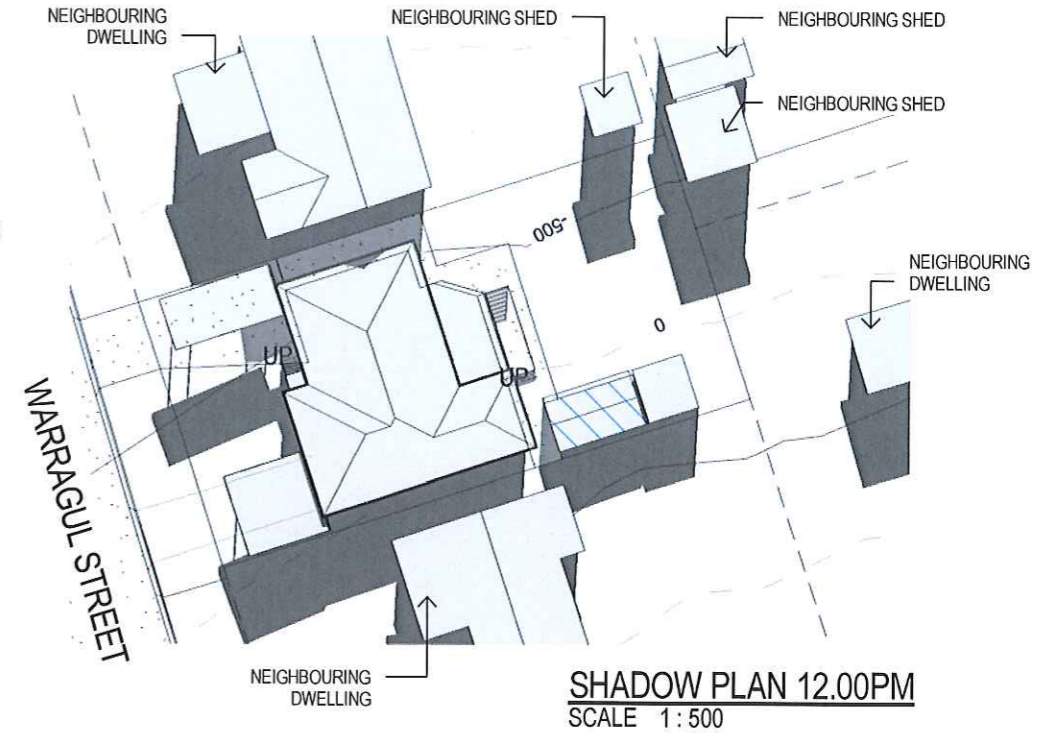 NEIGHBOURING
DWELLING
NEIGHBOURING SHED
NEIGHBOURING SHED
NEIGHBOURING SHED
-500
NEIGHBOURING
DWELLING
0
UP
UP
WARRAGUL STREET
NEIGHBOURING
DWELLING
SHADOW PLAN 12.00PM
SCALE 1 : 500